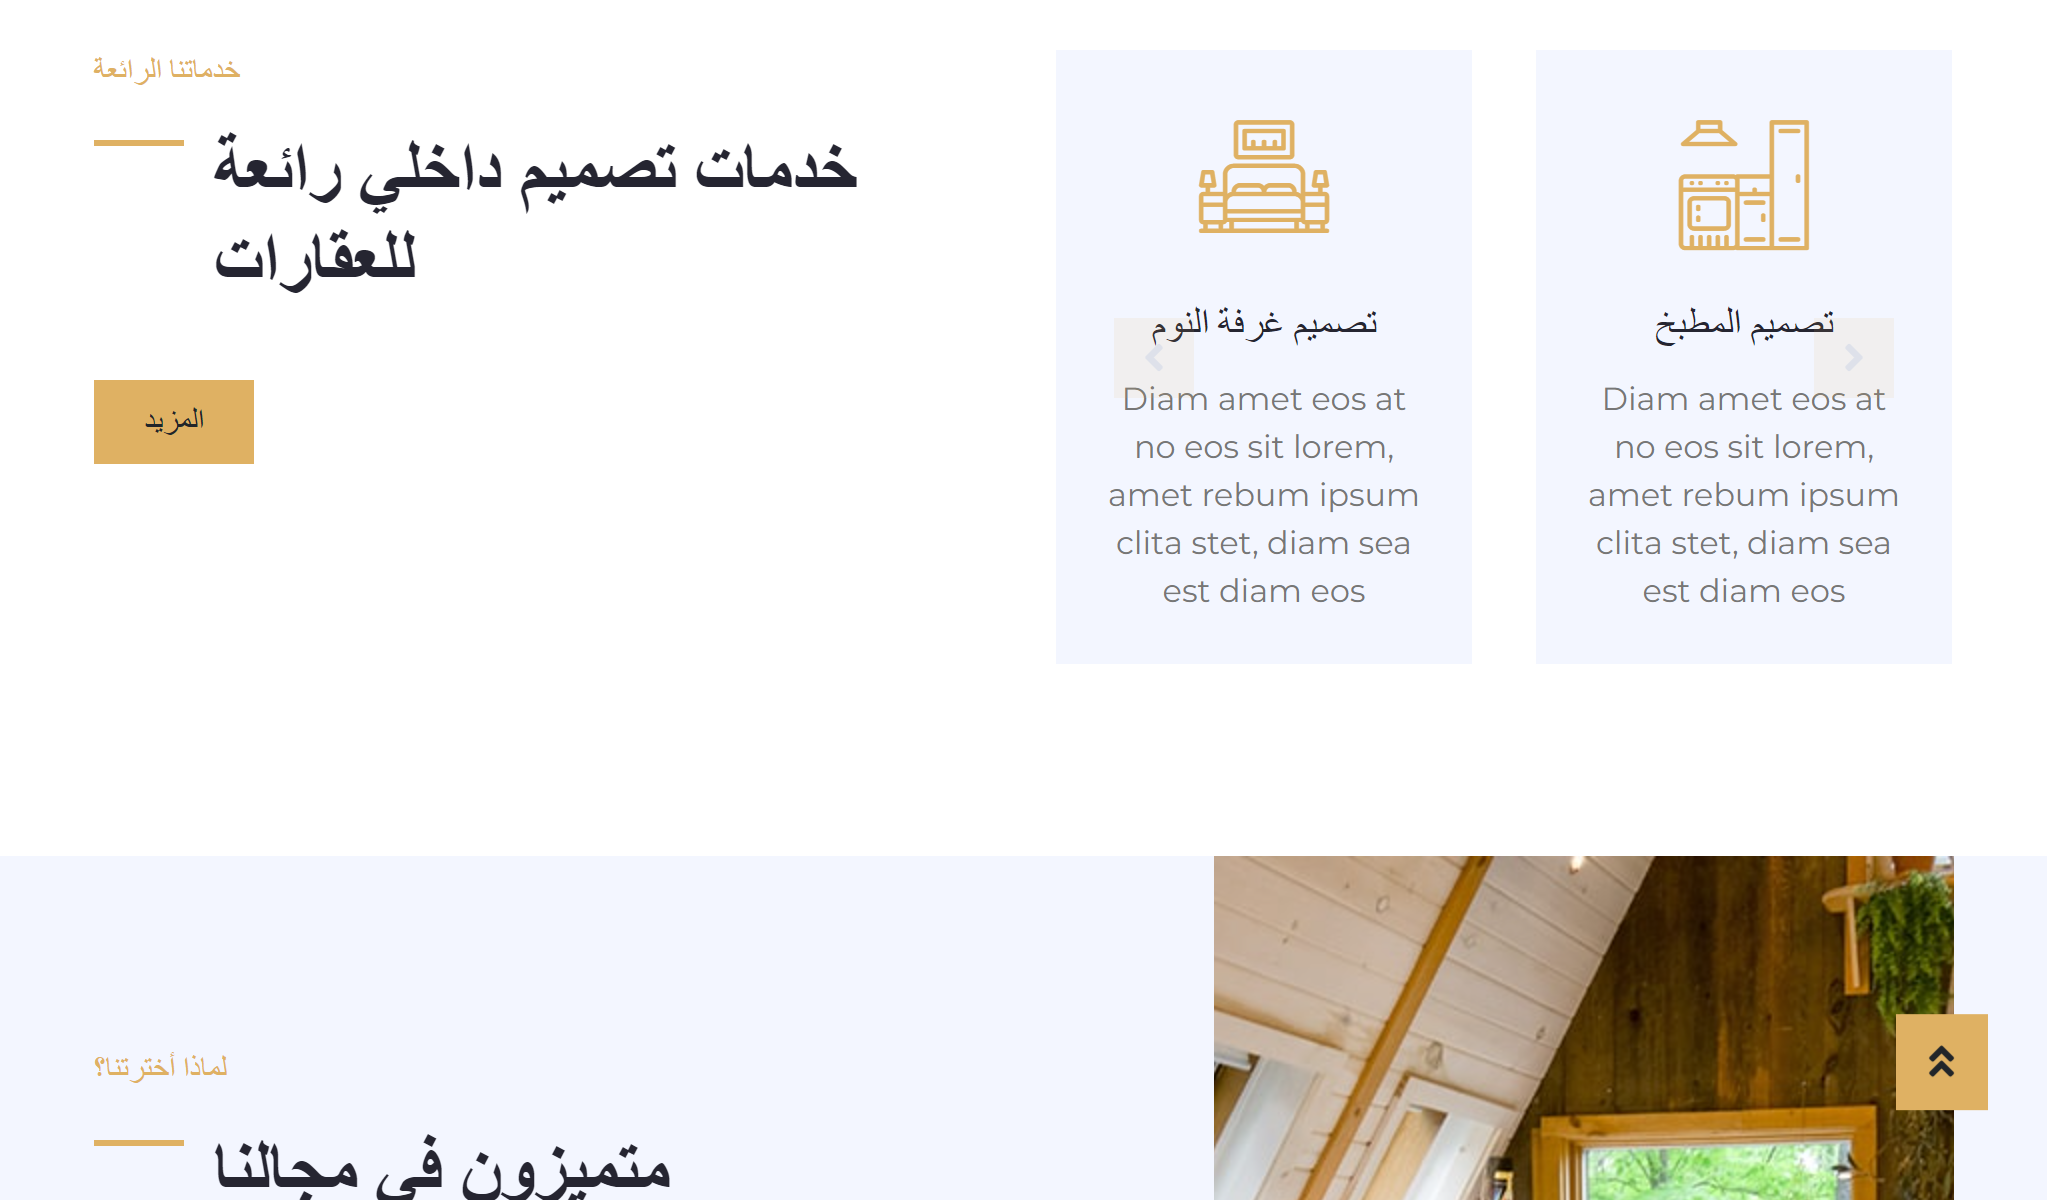 خدماتنا الرائعة
خدمات تصميم داخلي رائعة
للعقارات
المزيد
تصميم غرفة النوم
Diam amet eos at
no eos sit lorem,
amet rebum ipsum
clita stet, diam sea
est diam eos
تصميم المطبخ
Diam amet eos at
no eos sit lorem,
amet rebum ipsum
clita stet, diam sea
est diam eos
لماذا أخترتنا؟
متميزون في مجالنا